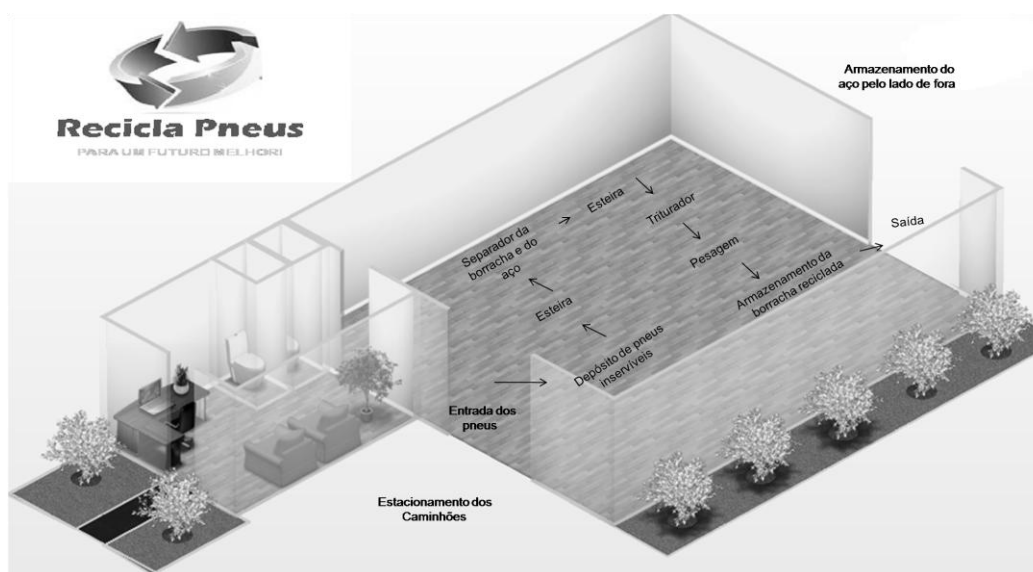 Recicla Pneus
PARA UM FUTURO MELHOR!
Armazenamento do
aço pelo lado de fora
Saída
Esteira
Triturador
Separador da
borracha e do
aço
Pesagem
Armazenamento da
borracha reciclada
Esteira
Depósito de pneus
inservíveis
Entrada dos
pneus
Estacionamento dos
Caminhões